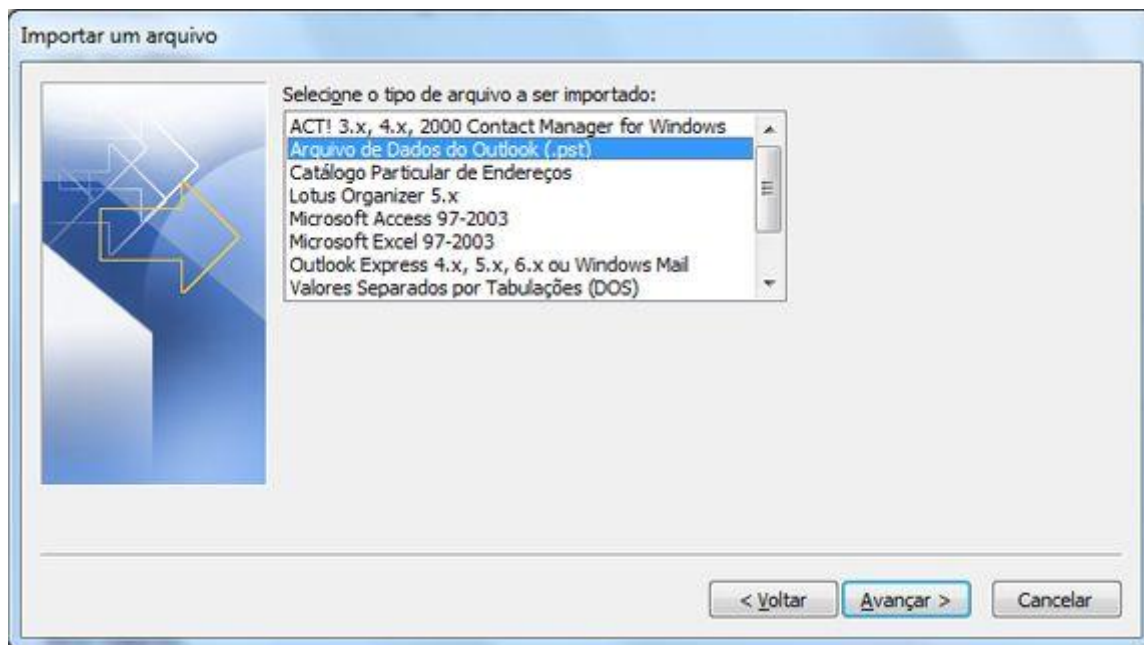 Importar um arquivo
Selecione o tipo de arquivo a ser importado:
ACT! 3.x, 4.x, 2000 Contact Manager for Windows
Arquivo de Dados do Outlook (.pst)
Catálogo Particular de Endereços
Lotus Organizer 5.x
Microsoft Access 97-2003
Microsoft Excel 97-2003
Outlook Express 4.x, 5.x, 6.x ou Windows Mail
Valores Separados por Tabulações (DOS)
< Voltar Avançar > Cancelar